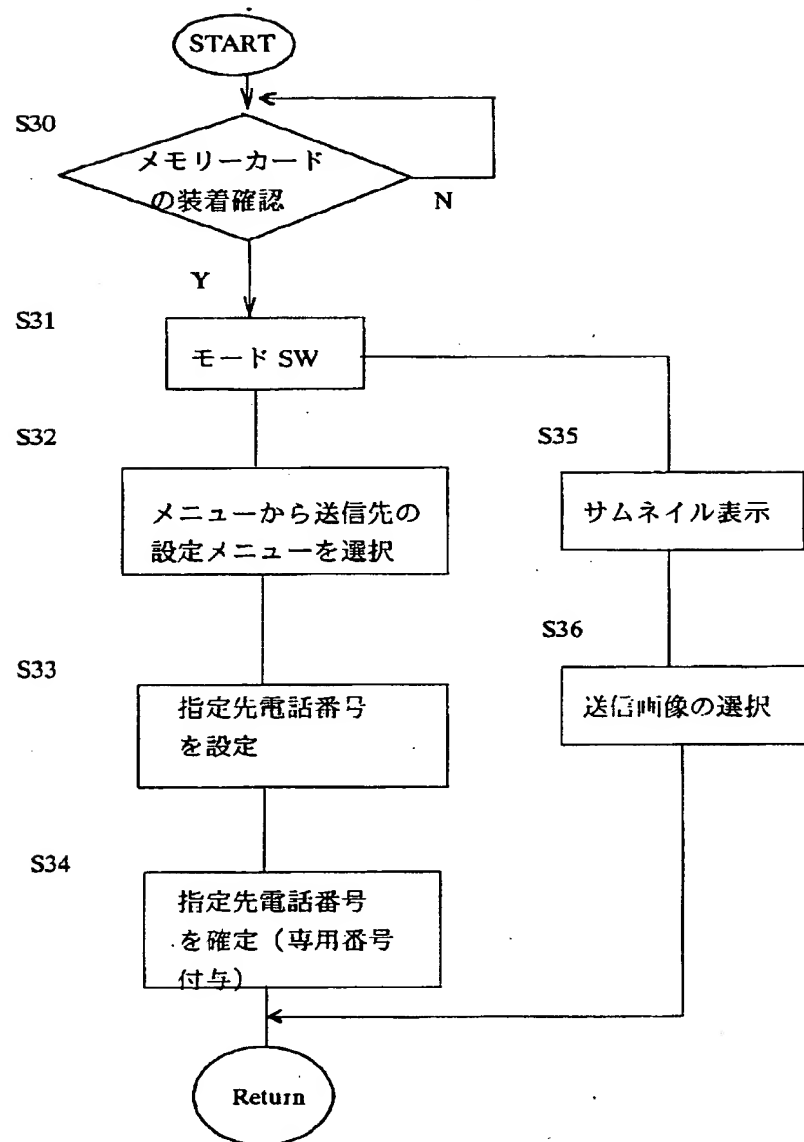 START
S30
メモリーカード
の装着確認
N
Y
S31
モード SW
S32
メニューから送信先の
設定メニューを選択
S33
指定先電話番号
を設定
S34
指定先電話番号
を確定（専用番号
付与）
S35
サムネイル表示
S36
送信画像の選択
Return